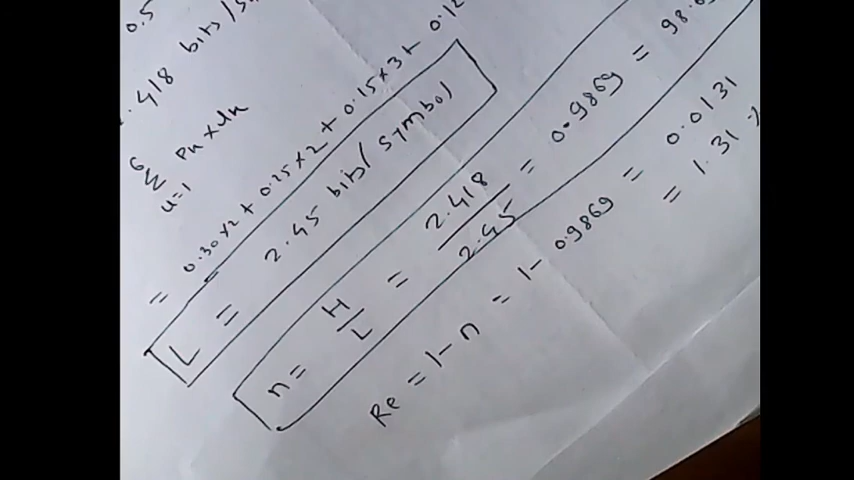 0.5
.418 bits/s
6
Σ Pk × lk
k=1
= 0.30×2 + 0.25×2 + 0.15×3 + 0.12
L = 2.45 bits/symbol
n = H/L = 2.418/2.45 = 0.9869 = 98.6
Re = 1 - n = 1 - 0.9869 = 0.0131
= 1.31